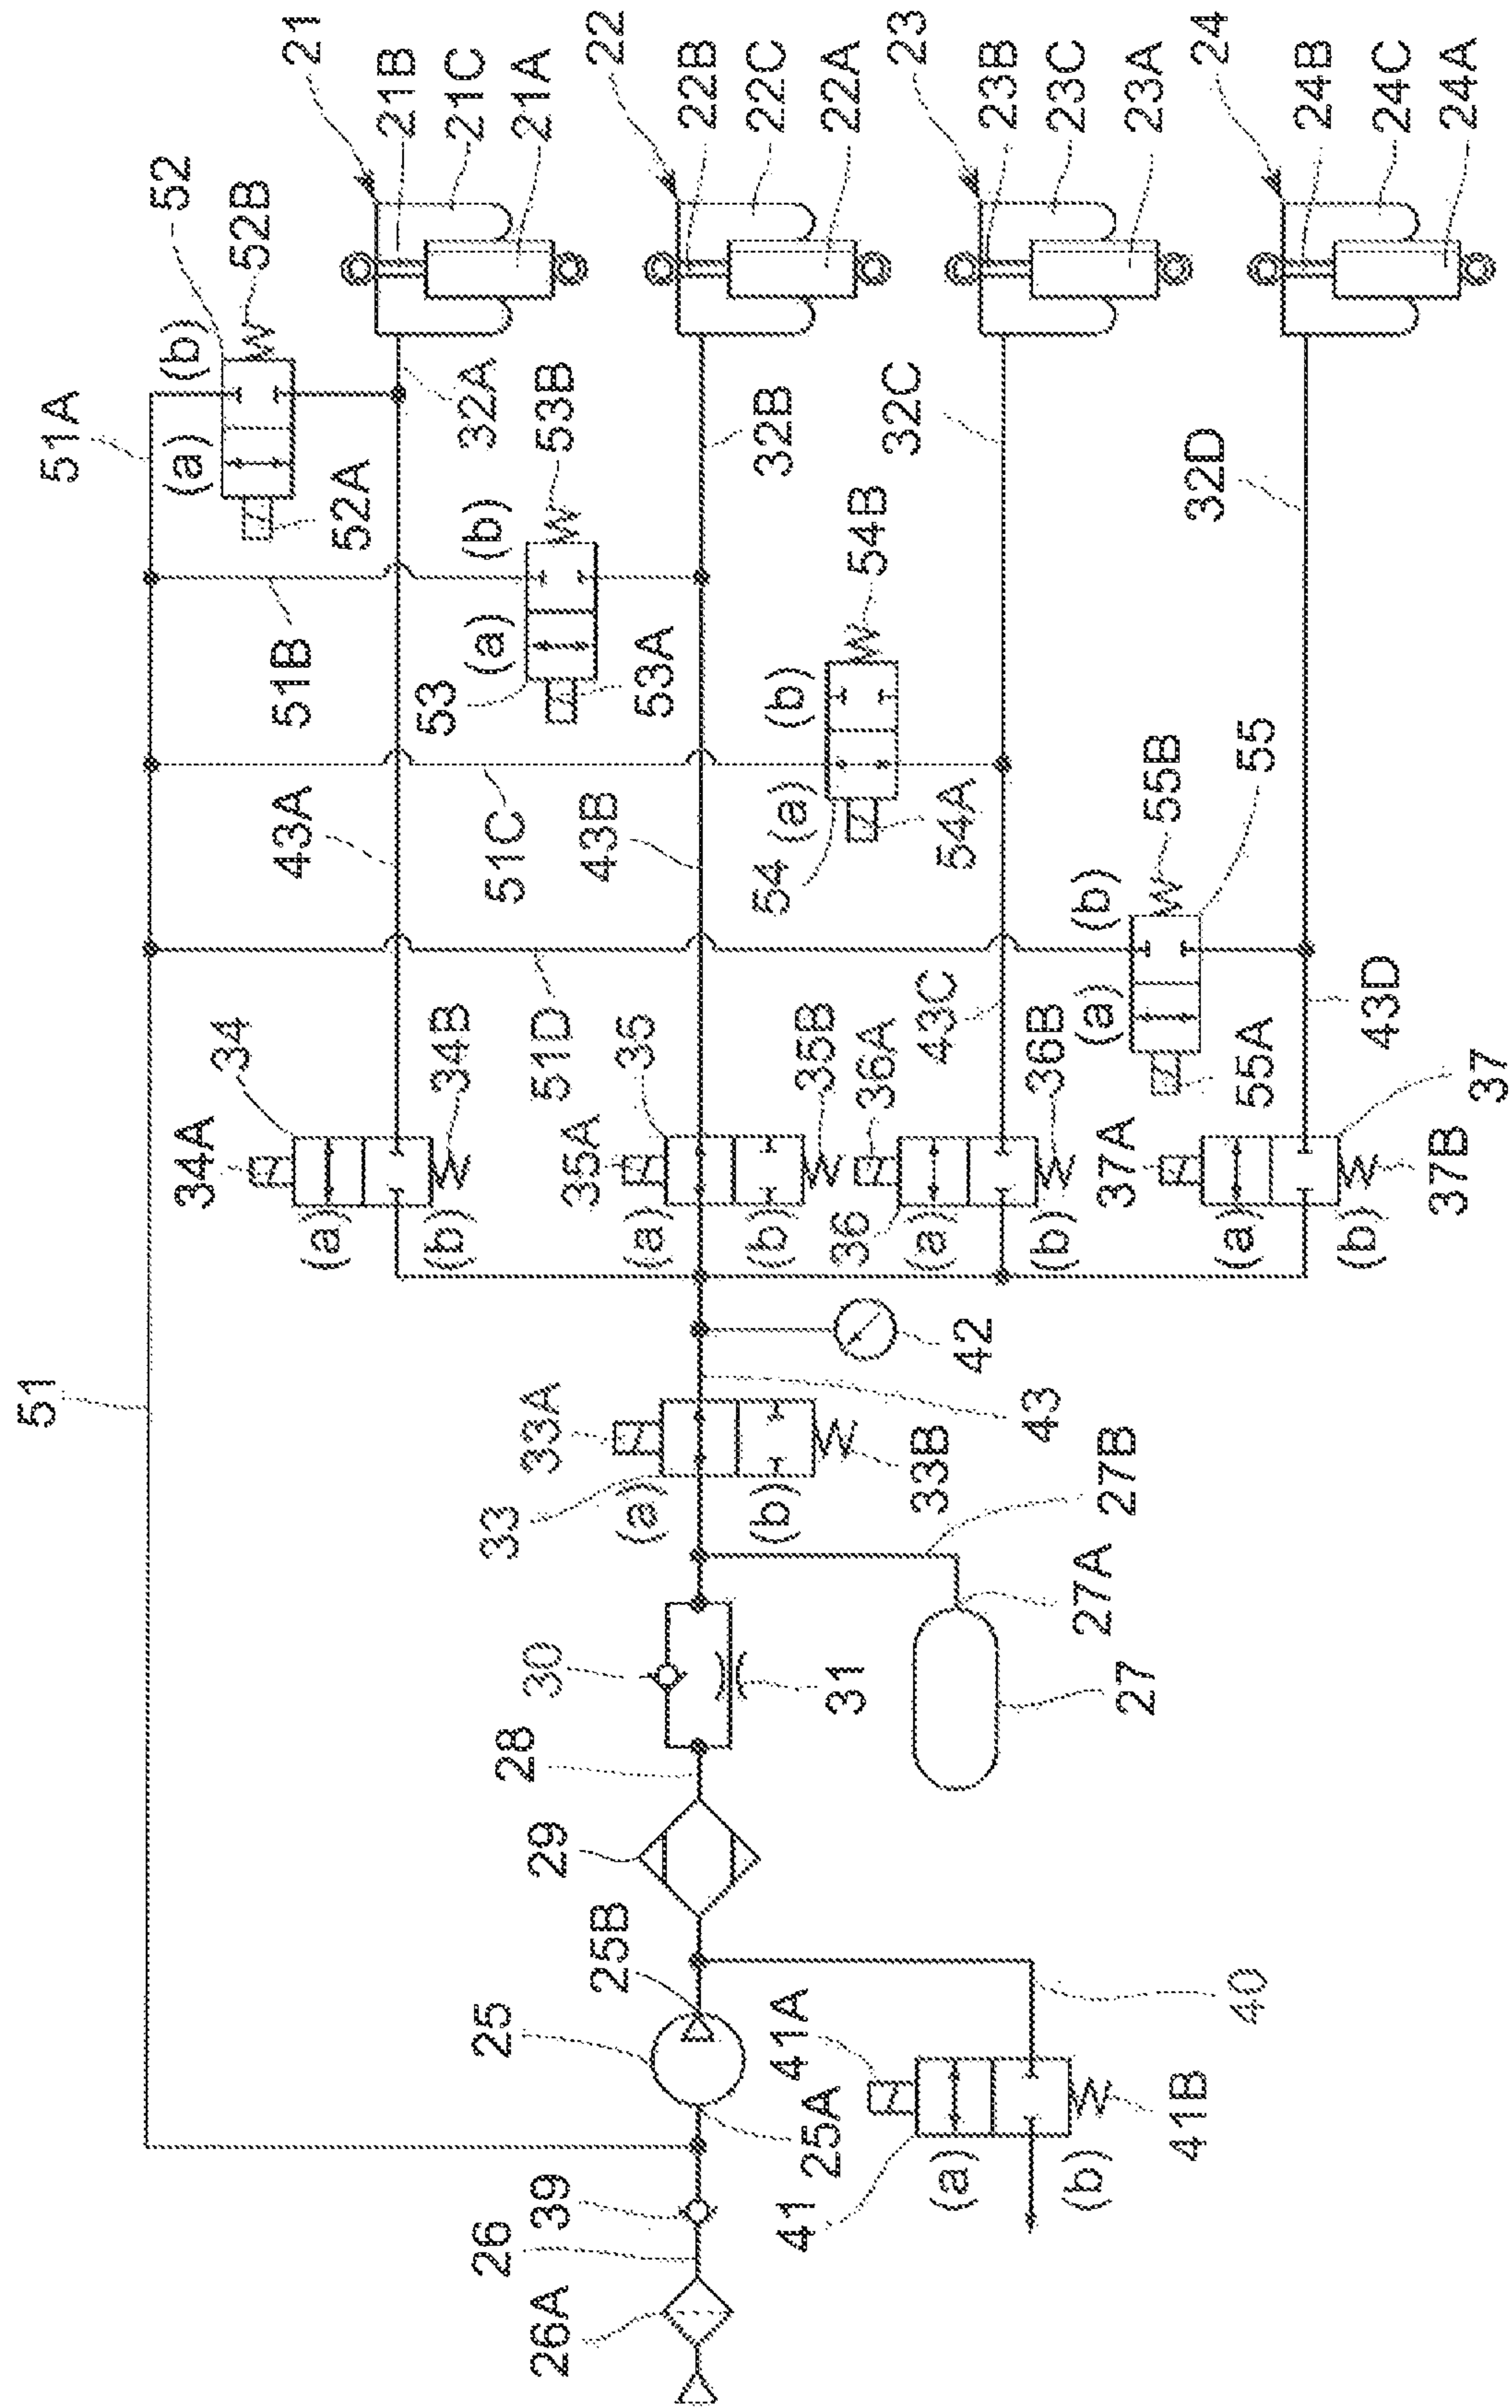 51
51A
51B
51C
51D
52
52A
52B
(a)
(b)
53
53A
53B
(a)
(b)
54
54A
54B
(a)
(b)
55
55A
55B
(a)
(b)
21
21B
21C
21A
22
22B
22C
22A
23
23B
23C
23A
24
24B
24C
24A
32A
32B
32C
32D
43A
43B
43C
43D
34
34A
34B
(a)
(b)
35
35A
35B
(a)
(b)
36
36A
36B
(a)
(b)
37
37A
37B
(a)
(b)
42
43
33
33A
33B
(a)
(b)
27B
27A
27
30
31
28
29
25B
25
25A
40
41A
41
41B
(a)
(b)
39
26
26A